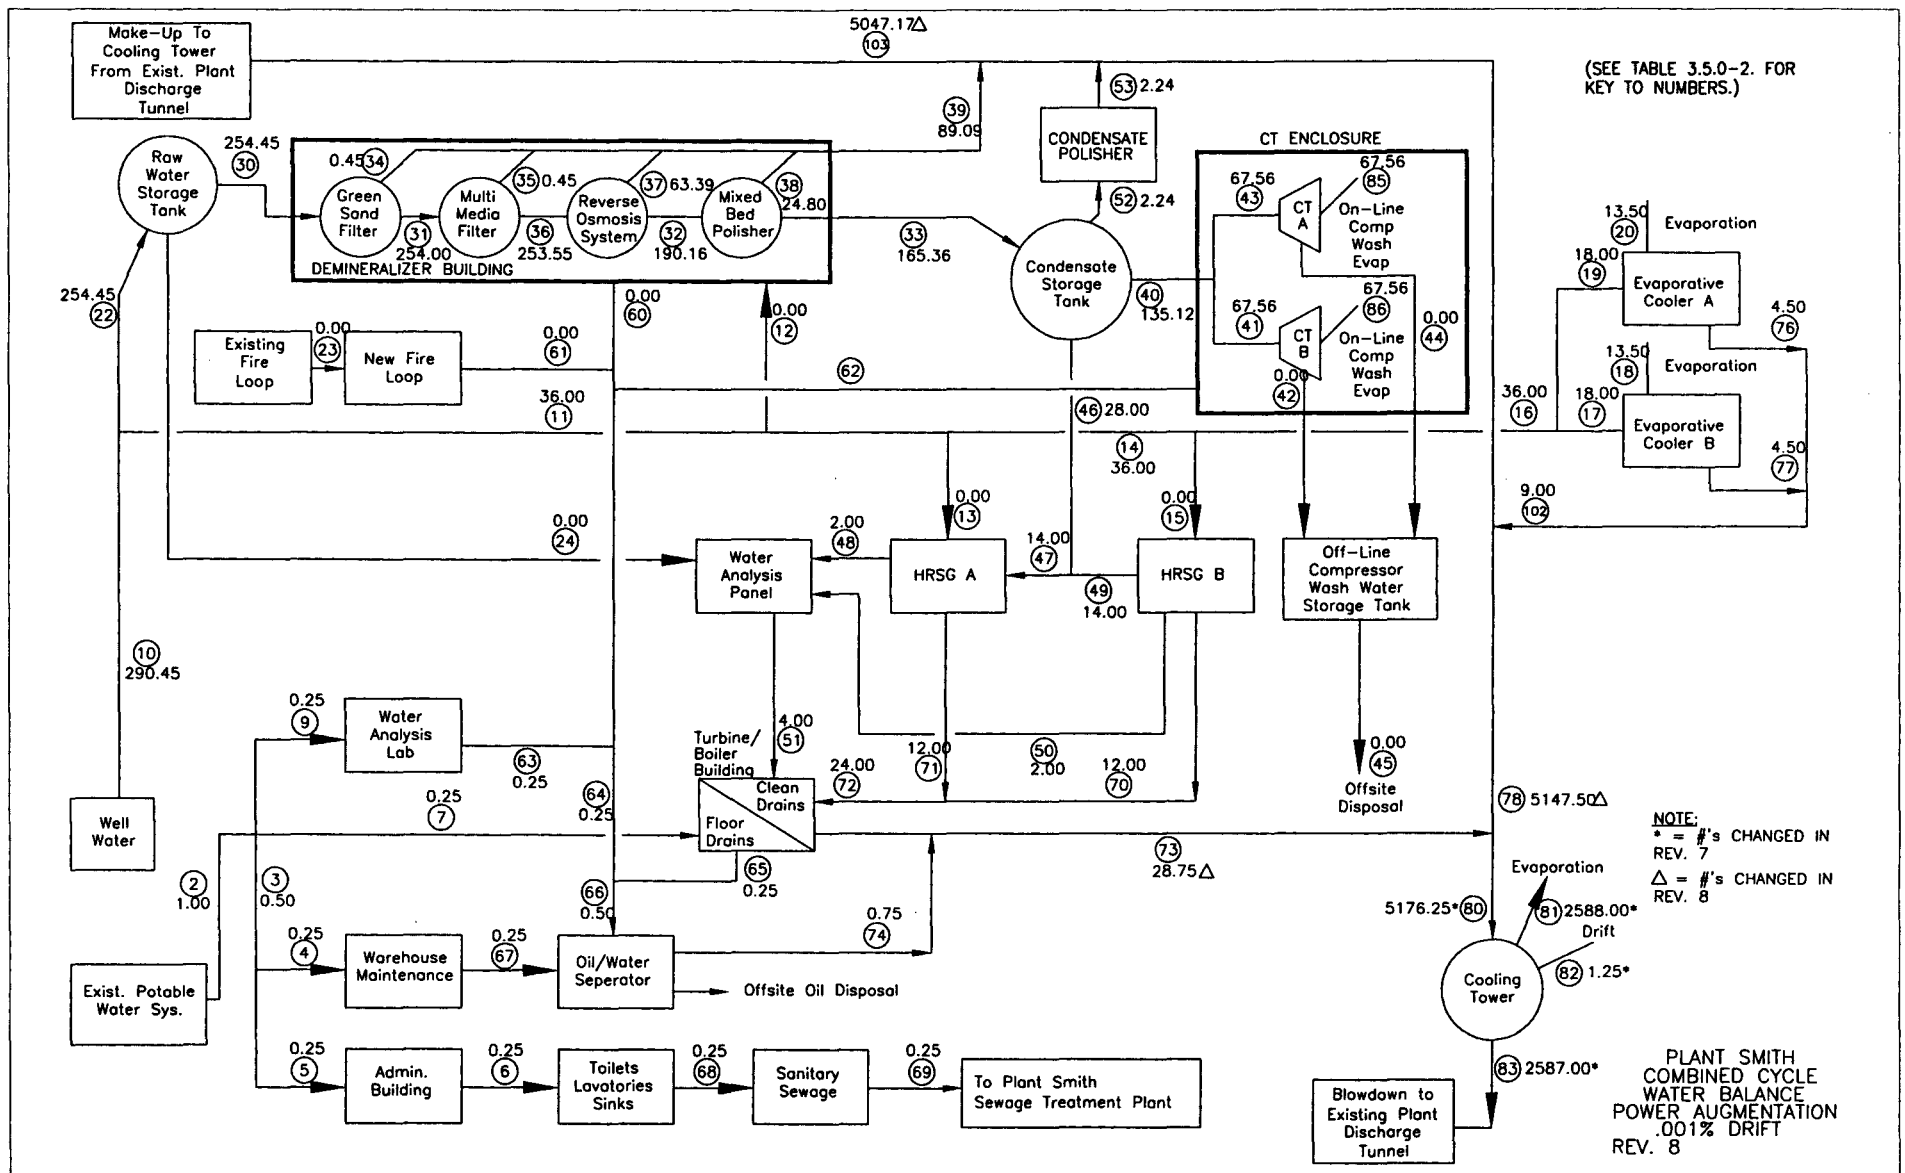 Make-Up To
Cooling Tower
From Exist. Plant
Discharge
Tunnel
5047.17△
103
(SEE TABLE 3.5.0-2. FOR
KEY TO NUMBERS.)
39
89.09
53 2.24
CONDENSATE
POLISHER
52 2.24
CT ENCLOSURE
Raw
Water
Storage
Tank
254.45
30
0.45 34
Green
Sand
Filter
31
254.00
35 0.45
Multi
Media
Filter
36
253.55
37 63.39
Reverse
Osmosis
System
32
190.16
38
24.80
Mixed
Bed
Polisher
DEMINERALIZER BUILDING
33
165.36
Condensate
Storage
Tank
40
135.12
67.56
43
CT
A
67.56
85
On-Line
Comp
Wash
Evap
67.56
41
CT
B
67.56
86
On-Line
Comp
Wash
Evap
0.00
44
0.00
42
13.50
20
Evaporation
18.00
19
Evaporative
Cooler A
4.50
76
13.50
18
Evaporation
36.00
16
18.00
17
Evaporative
Cooler B
4.50
77
9.00
102
254.45
22
Existing
Fire
Loop
0.00
23
New Fire
Loop
0.00
61
0.00
60
0.00
12
62
36.00
11
46 28.00
14
36.00
0.00
24
Water
Analysis
Panel
2.00
48
0.00
13
HRSG A
14.00
47
49
14.00
0.00
15
HRSG B
Off-Line
Compressor
Wash Water
Storage Tank
0.00
45
Offsite
Disposal
10
290.45
Well
Water
0.25
9
Water
Analysis
Lab
63
0.25
64
0.25
Turbine/
Boiler
Building
4.00
51
Clean
Drains
Floor
Drains
24.00
72
12.00
71
50
2.00
12.00
70
0.25
7
65
0.25
66
0.50
73
28.75△
78 5147.50△
NOTE:
* = #'s CHANGED IN
REV. 7
△ = #'s CHANGED IN
REV. 8
2
1.00
3
0.50
Exist. Potable
Water Sys.
0.25
4
Warehouse
Maintenance
0.25
67
Oil/Water
Seperator
0.75
74
Offsite Oil Disposal
0.25
5
Admin.
Building
0.25
6
Toilets
Lavatories
Sinks
0.25
68
Sanitary
Sewage
0.25
69
To Plant Smith
Sewage Treatment Plant
5176.25* 80
Evaporation
81 2588.00*
Drift
82 1.25*
Cooling
Tower
83 2587.00*
Blowdown to
Existing Plant
Discharge
Tunnel
PLANT SMITH
COMBINED CYCLE
WATER BALANCE
POWER AUGMENTATION
.001% DRIFT
REV. 8